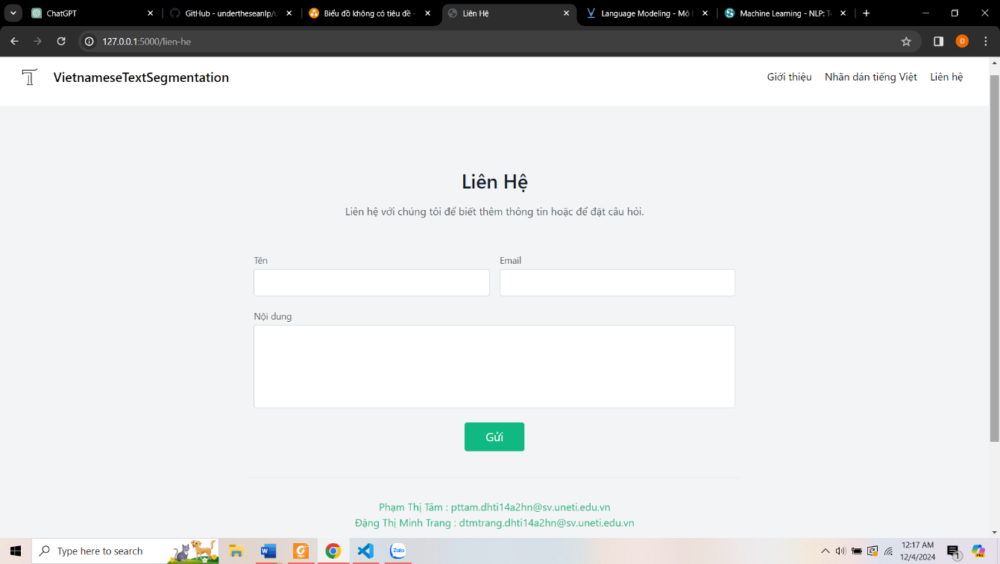 ChatGPT
GitHub - undertheseanlp/u
Biểu đồ không có tiêu đề -
Liên Hệ
Language Modeling - Mô h
Machine Learning - NLP: Te
127.0.0.1:5000/lien-he
VietnameseTextSegmentation
Giới thiệu Nhãn dán tiếng Việt Liên hệ
Liên Hệ
Liên hệ với chúng tôi để biết thêm thông tin hoặc để đặt câu hỏi.
Tên
Email
Nội dung
Gửi
Phạm Thị Tâm : pttam.dhti14a2hn@sv.uneti.edu.vn
Đặng Thị Minh Trang : dtmtrang.dhti14a2hn@sv.uneti.edu.vn
Type here to search
Zalo
12:17 AM
12/4/2024
1